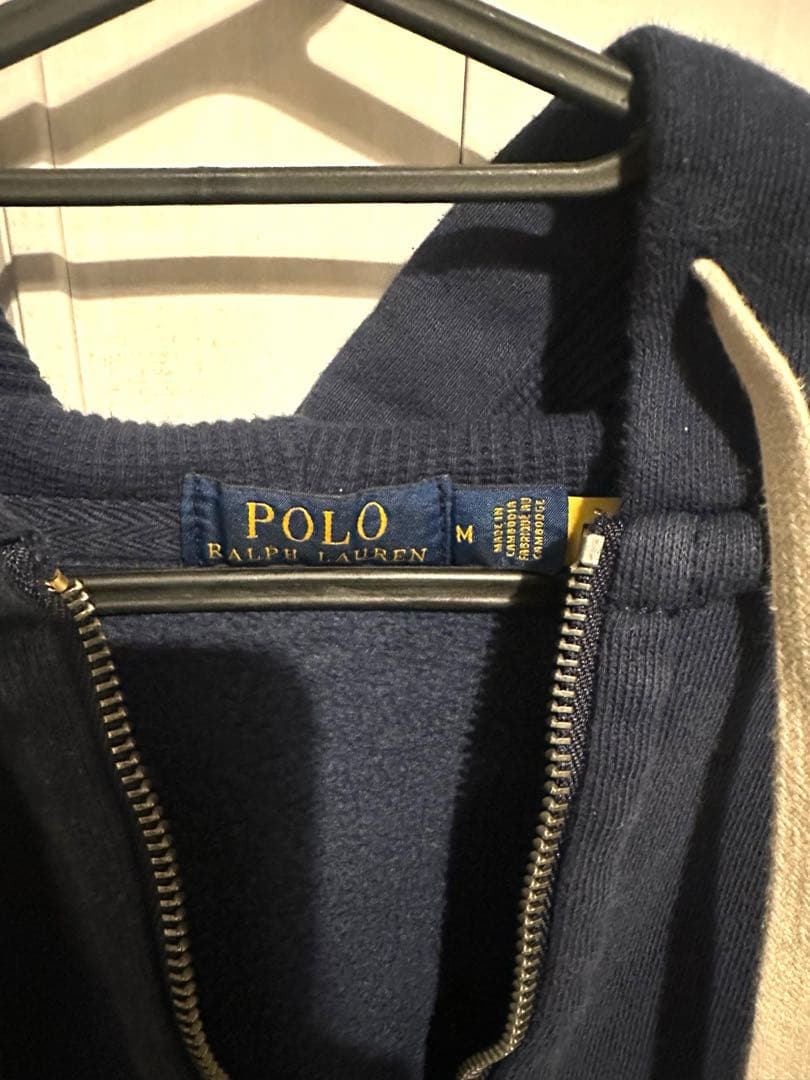 POLO
RALPH LAUREN
M
MADE IN
CAMBODIA
FABRIQUÉ AU
CAMBODGE